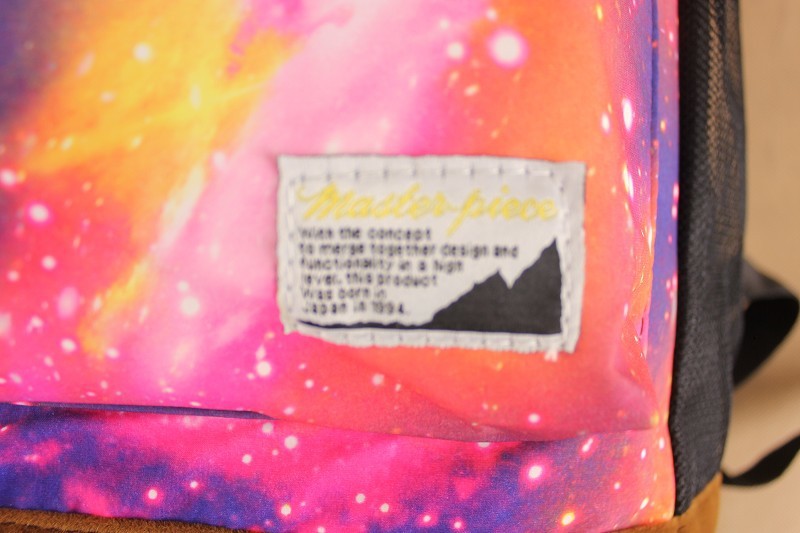 Master-piece
With the concept
to merge together design and
functionality in a high
level, this product
Was born in
Japan in 1994.